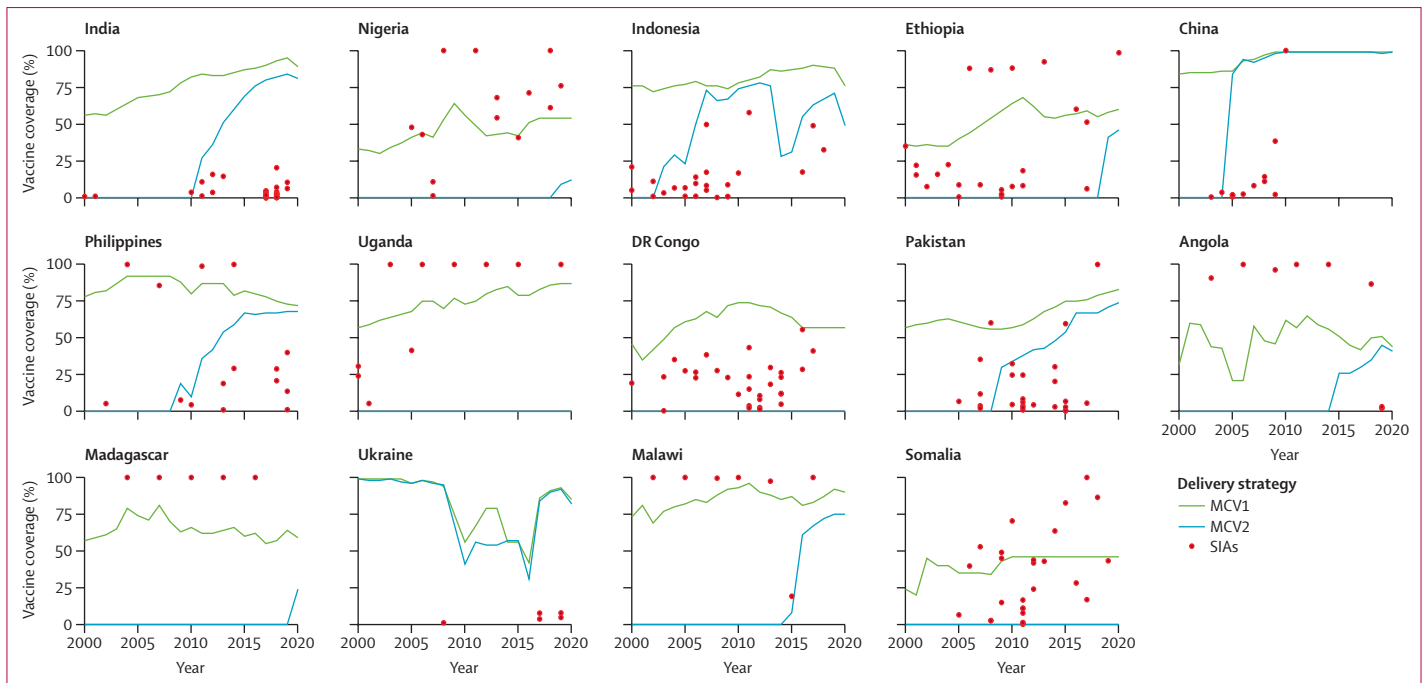 India
Nigeria
Indonesia
Ethiopia
China
Vaccine coverage (%)
100
75
50
25
0
Philippines
Uganda
DR Congo
Pakistan
Angola
Vaccine coverage (%)
100
75
50
25
0
2000 2005 2010 2015 2020
Year
Madagascar
Ukraine
Malawi
Somalia
Vaccine coverage (%)
100
75
50
25
0
2000 2005 2010 2015 2020
Year
2000 2005 2010 2015 2020
Year
2000 2005 2010 2015 2020
Year
2000 2005 2010 2015 2020
Year
Delivery strategy
MCV1
MCV2
SIAs